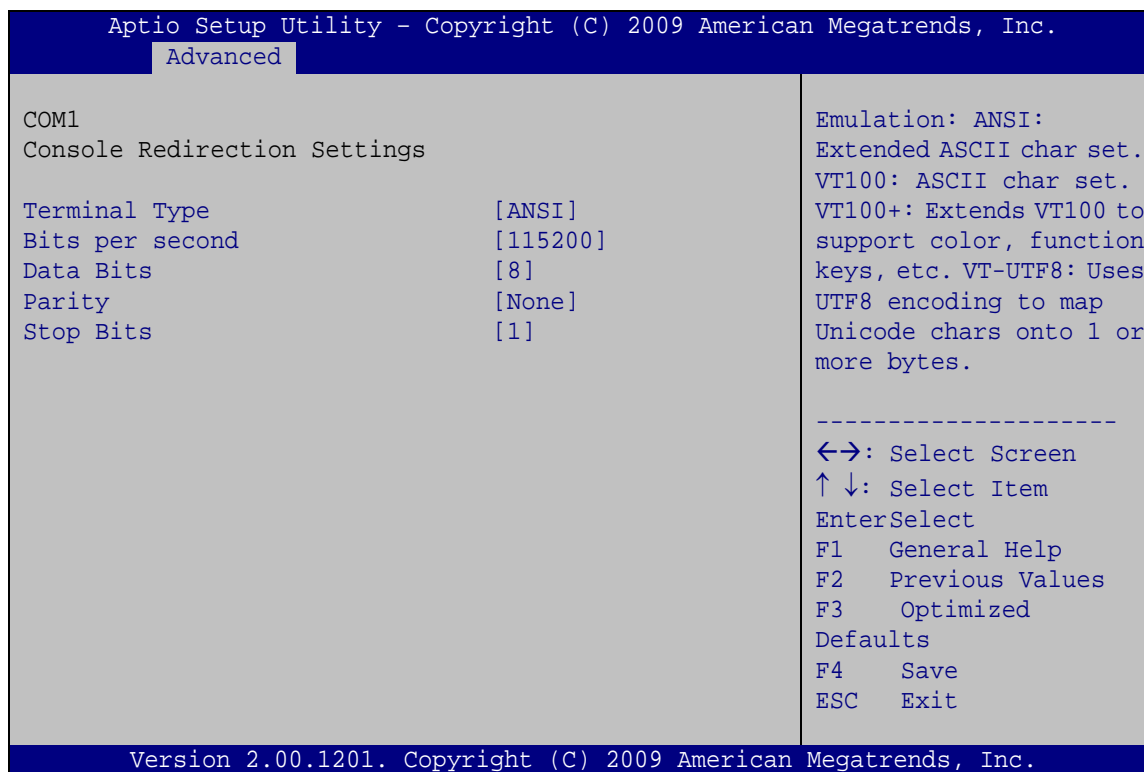 Aptio Setup Utility – Copyright (C) 2009 American Megatrends, Inc.
Advanced
COM1
Console Redirection Settings
Terminal Type [ANSI]
Bits per second [115200]
Data Bits [8]
Parity [None]
Stop Bits [1]
Emulation: ANSI:
Extended ASCII char set.
VT100: ASCII char set.
VT100+: Extends VT100 to
support color, function
keys, etc. VT-UTF8: Uses
UTF8 encoding to map
Unicode chars onto 1 or
more bytes.
---------------------
←→: Select Screen
↑ ↓: Select Item
EnterSelect
F1 General Help
F2 Previous Values
F3 Optimized
Defaults
F4 Save
ESC Exit
Version 2.00.1201. Copyright (C) 2009 American Megatrends, Inc.